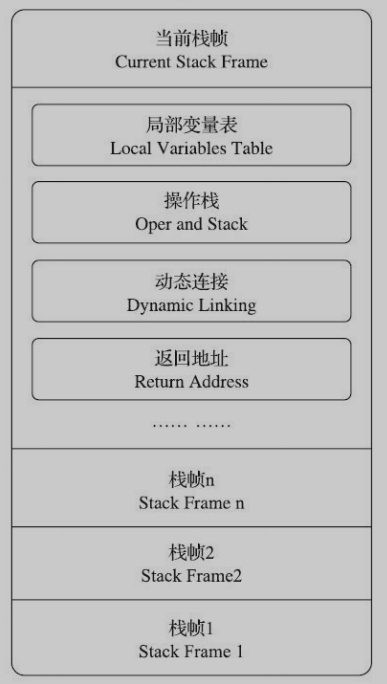 当前栈帧
Current Stack Frame
局部变量表
Local Variables Table
操作栈
Oper and Stack
动态连接
Dynamic Linking
返回地址
Return Address
…… ……
栈帧n
Stack Frame n
栈帧2
Stack Frame2
栈帧1
Stack Frame 1